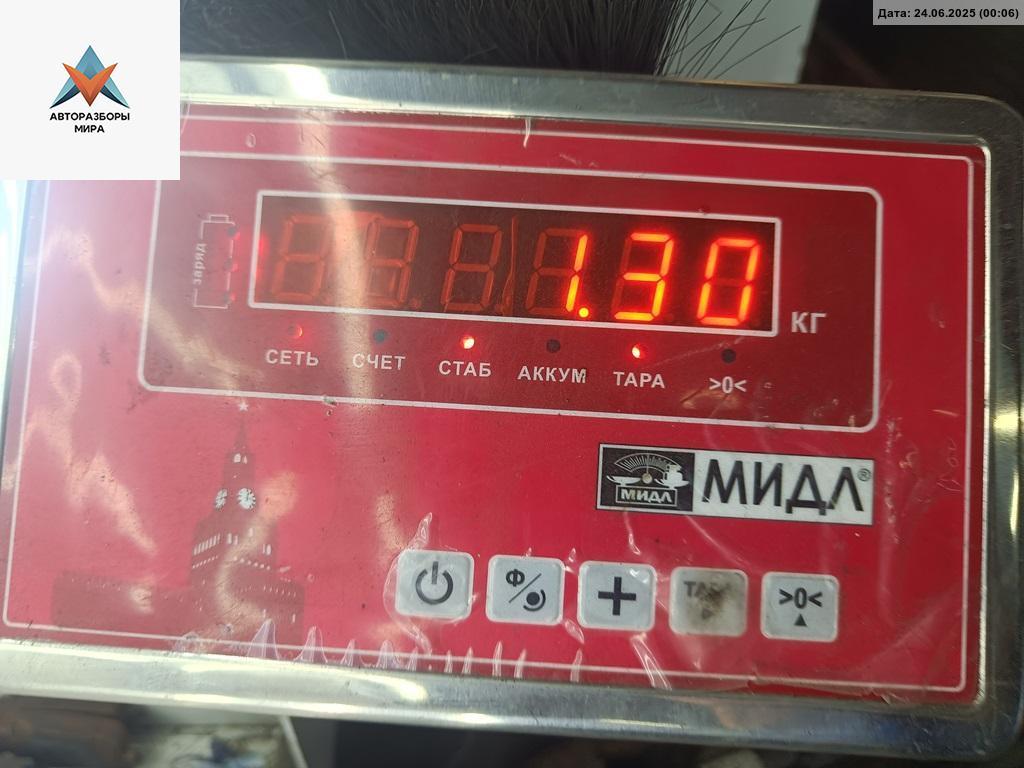 Дата: 24.06.2025 (00:06)
АВТОРАЗБОРЫ
МИРА
заряд
1.30
КГ
СЕТЬ СЧЕТ СТАБ АККУМ ТАРА >0<
МИДЛ МИДЛ®
Ф/ + >0<